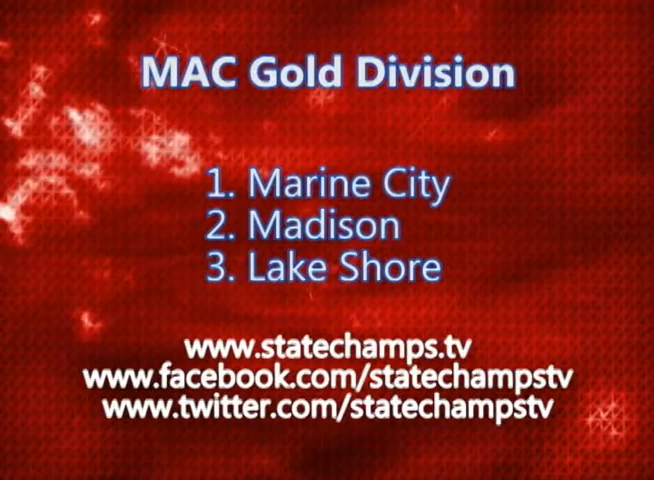 MAC Gold Division
1. Marine City
2. Madison
3. Lake Shore
www.statechamps.tv
www.facebook.com/statechampstv
www.twitter.com/statechampstv